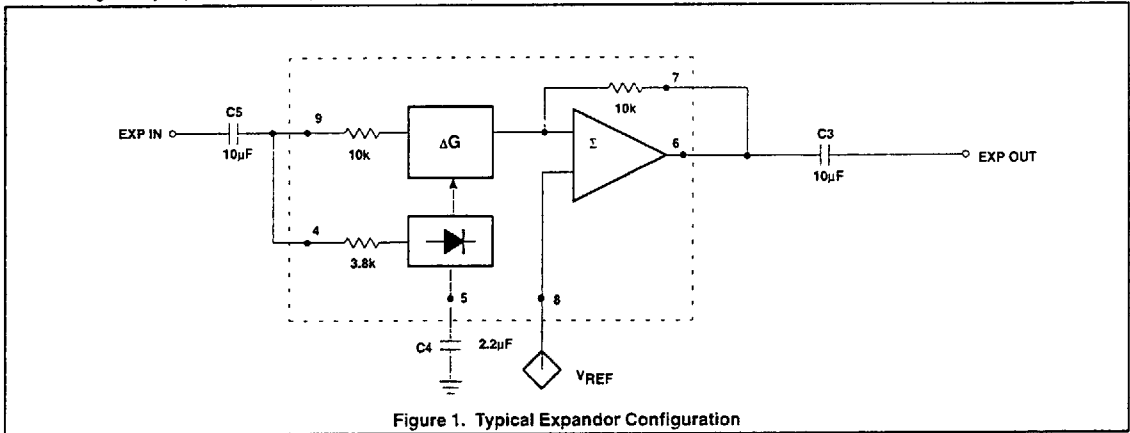 C5
EXP IN
10µF
9
10k
ΔG
10k
7
Σ
6
C3
10µF
EXP OUT
4
3.8k
5
8
C4
2.2µF
VREF
Figure 1. Typical Expandor Configuration